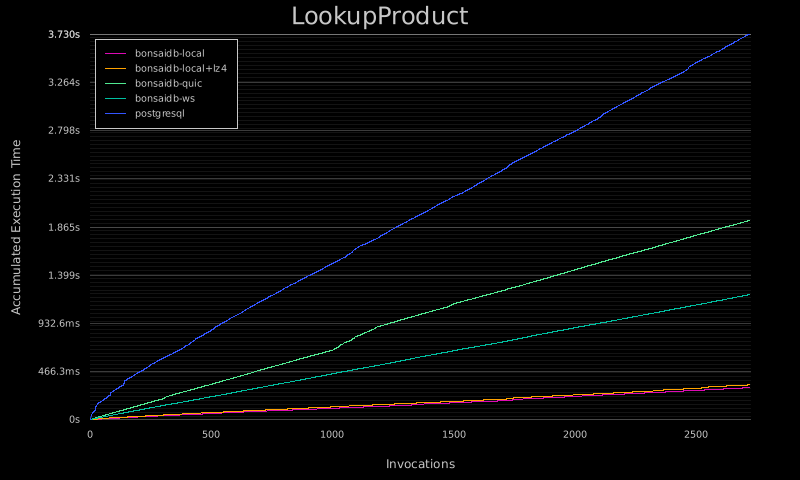 LookupProduct
3.730s
3.264s
2.798s
2.331s
1.865s
1.399s
932.6ms
466.3ms
0s
Accumulated Execution Time
bonsaidb-local
bonsaidb-local+lz4
bonsaidb-quic
bonsaidb-ws
postgresql
0 500 1000 1500 2000 2500
Invocations